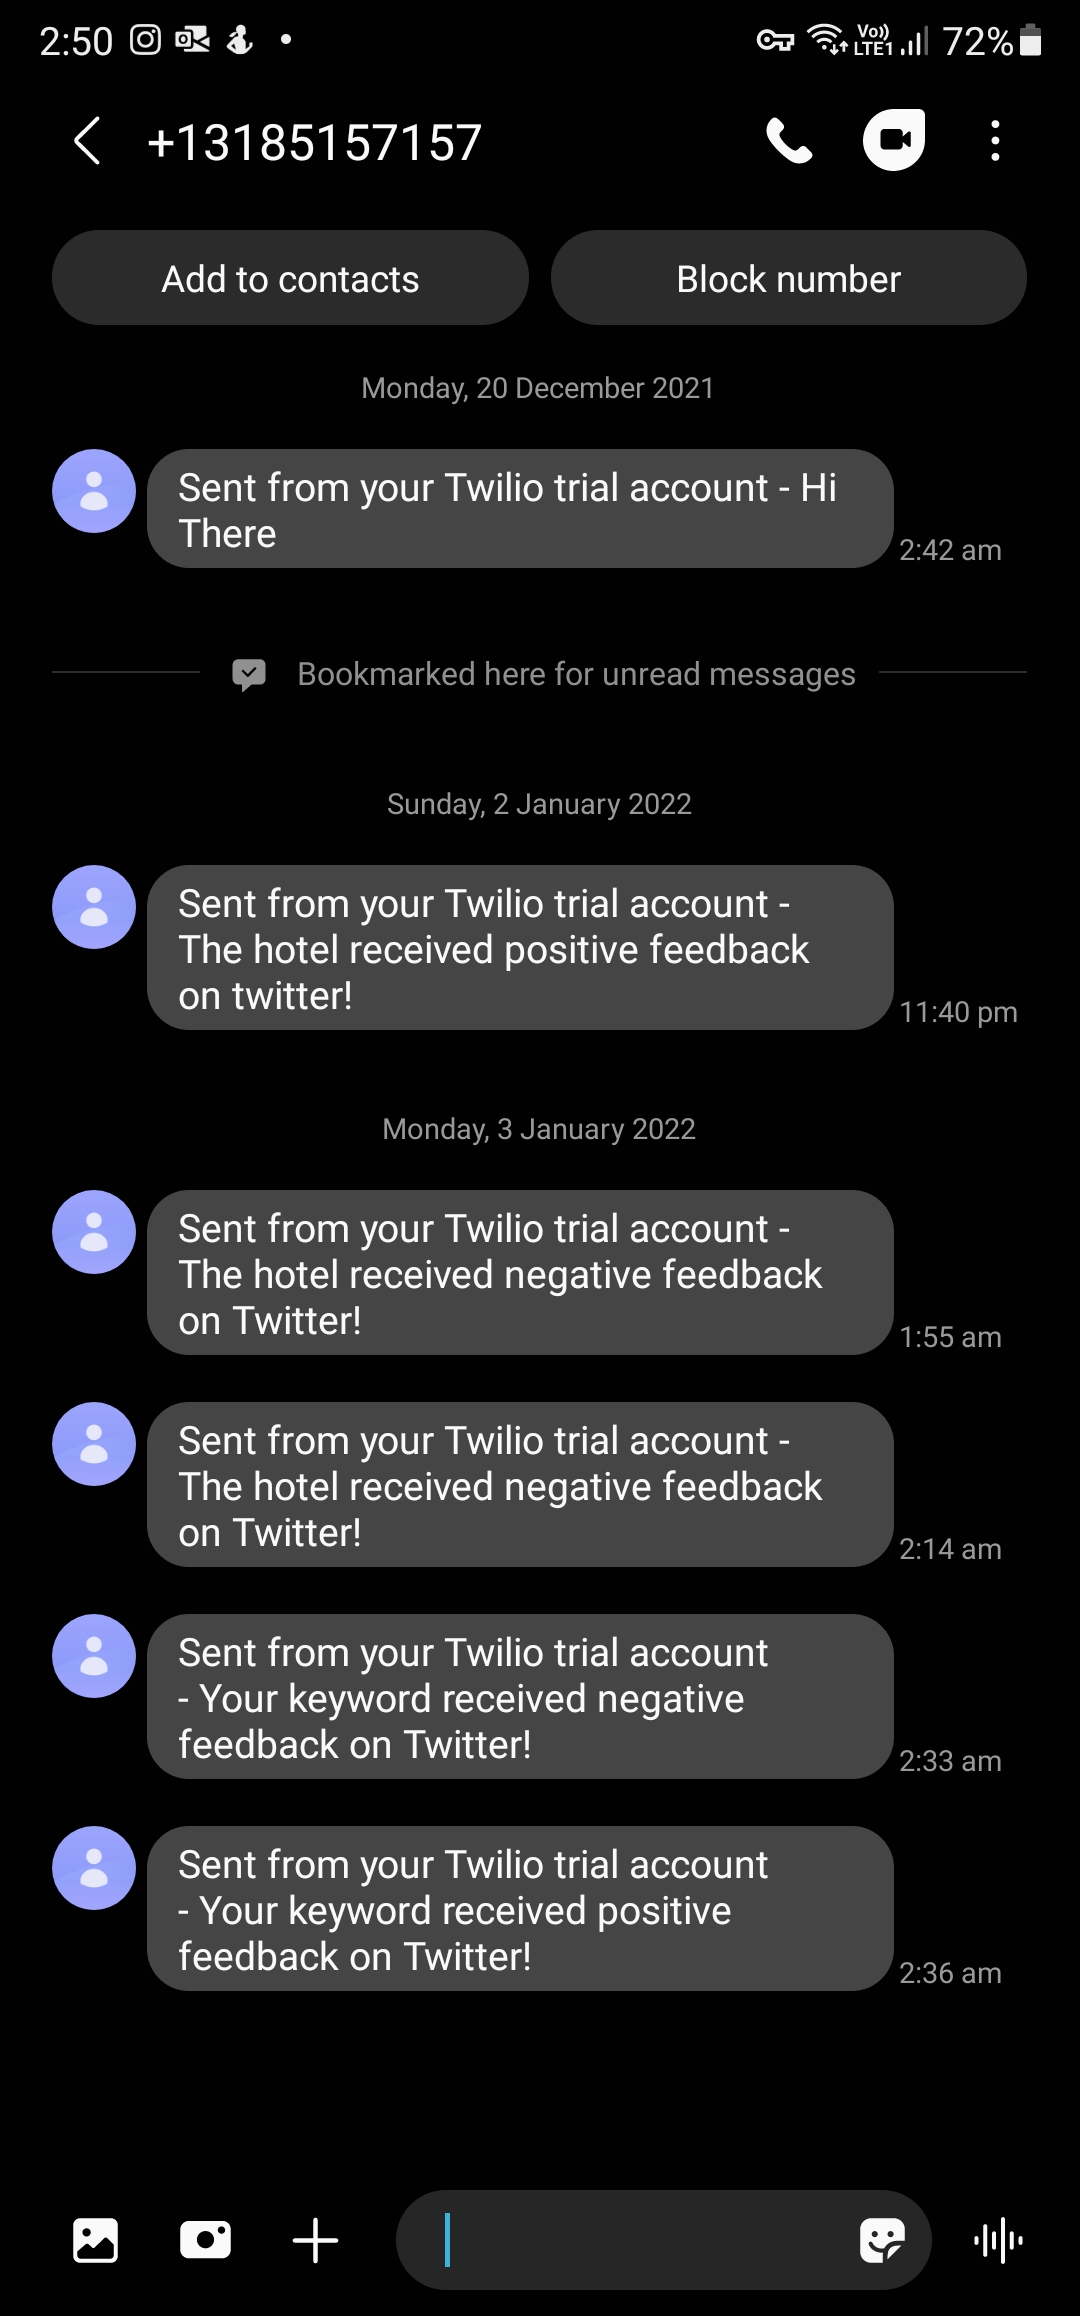 2:50
Vo))
LTE1
72%
+13185157157
Add to contacts
Block number
Monday, 20 December 2021
Sent from your Twilio trial account - Hi
There
2:42 am
Bookmarked here for unread messages
Sunday, 2 January 2022
Sent from your Twilio trial account -
The hotel received positive feedback
on twitter!
11:40 pm
Monday, 3 January 2022
Sent from your Twilio trial account -
The hotel received negative feedback
on Twitter!
1:55 am
Sent from your Twilio trial account -
The hotel received negative feedback
on Twitter!
2:14 am
Sent from your Twilio trial account
- Your keyword received negative
feedback on Twitter!
2:33 am
Sent from your Twilio trial account
- Your keyword received positive
feedback on Twitter!
2:36 am